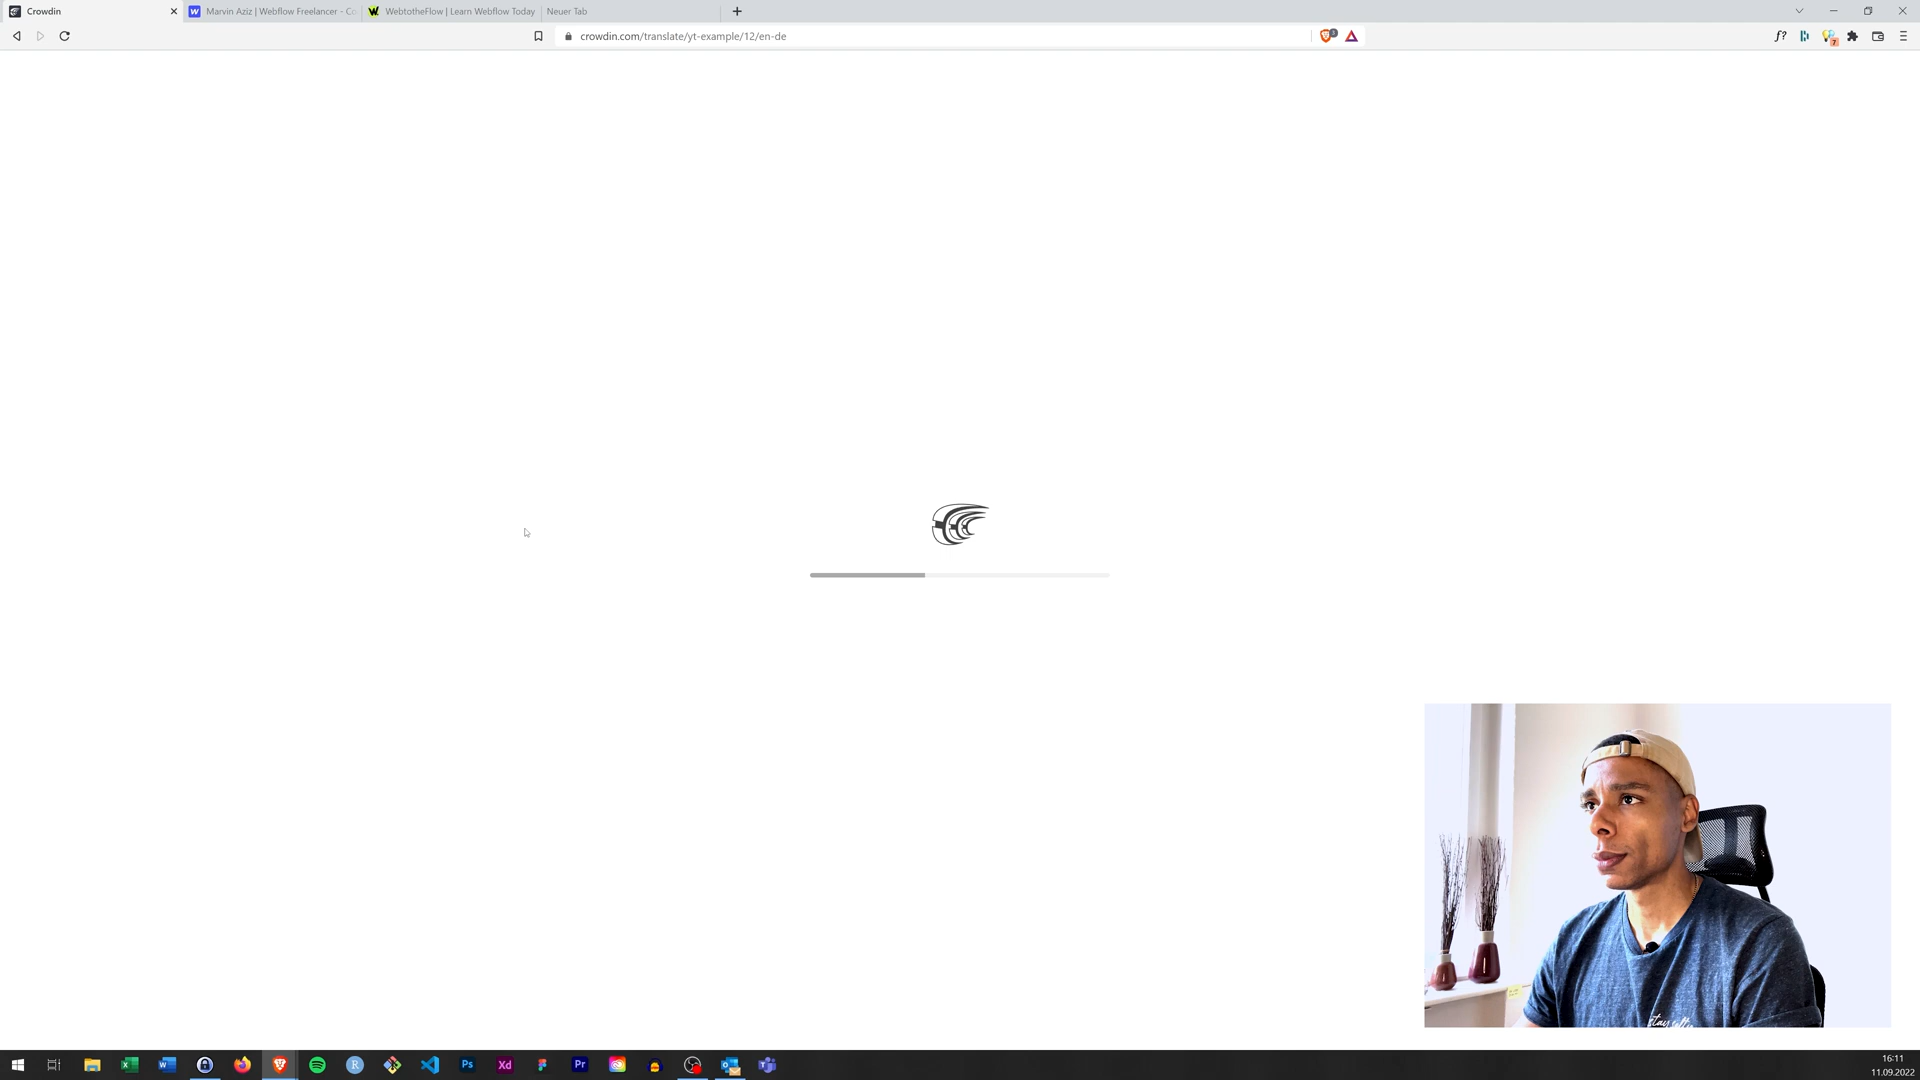 Crowdin
Marvin Aziz | Webflow Freelancer - Co
WebtotheFlow | Learn Webflow Today
Neuer Tab
crowdin.com/translate/yt-example/12/en-de
f?
7
16:11
11.09.2022